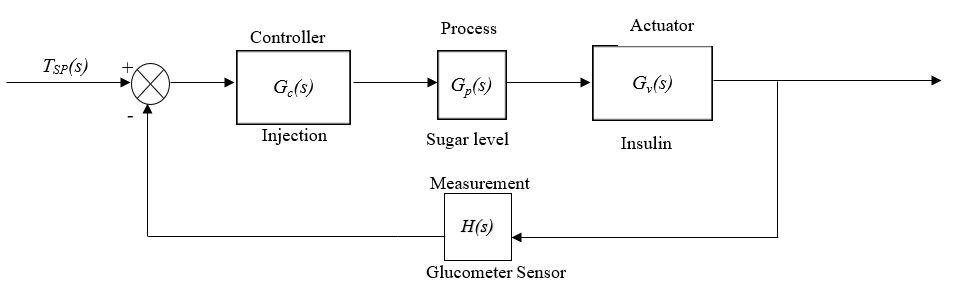 Process
Actuator
Controller
T_SP(s)
+
G_c(s)
G_p(s)
G_v(s)
-
Injection
Sugar level
Insulin
Measurement
H(s)
Glucometer Sensor